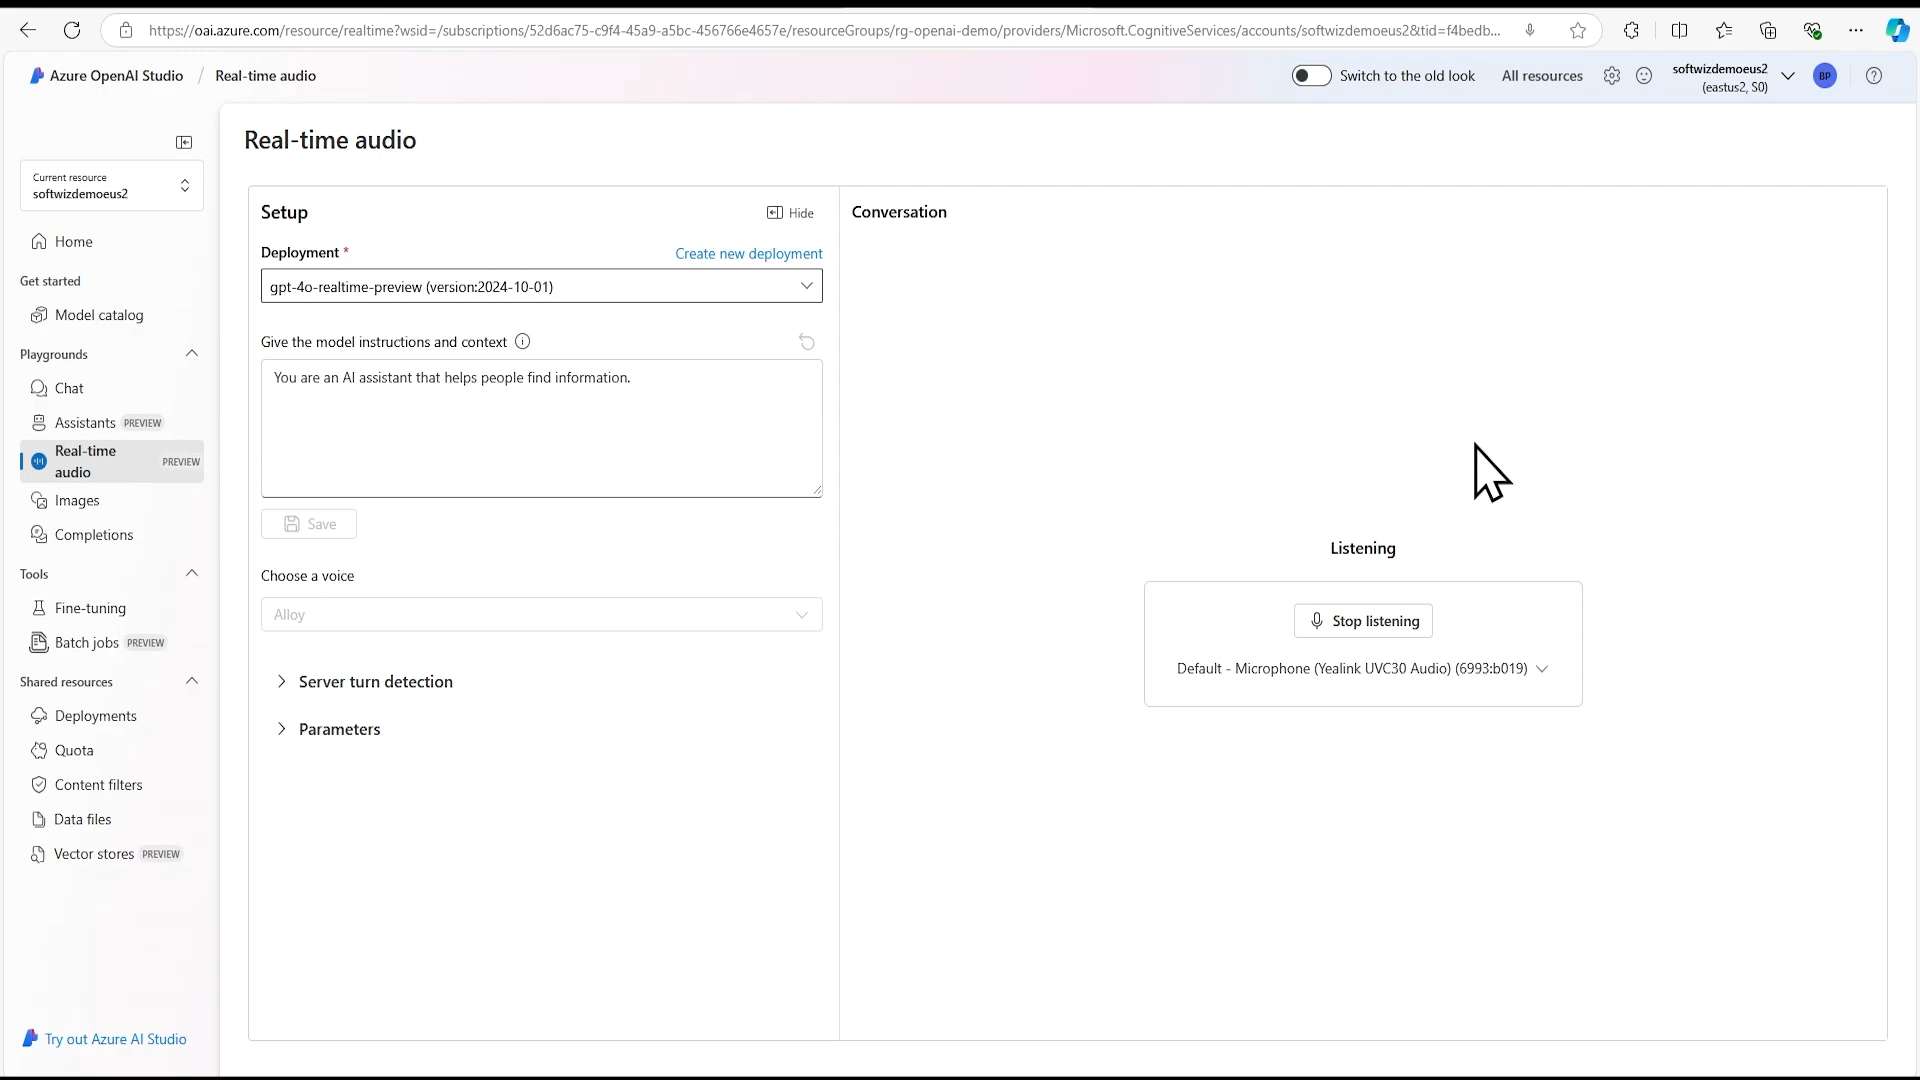 https://oai.azure.com/resource/realtime?wsid=/subscriptions/52d6ac75-c9f4-45a9-a5bc-456766e4657e/resourceGroups/rg-openai-demo/providers/Microsoft.CognitiveServices/accounts/softwizdemoeus2&tid=f4bedb...
Azure OpenAI Studio / Real-time audio
Switch to the old look
All resources
softwizdemoeus2
(eastus2, S0)
BP
Current resource
softwizdemoeus2
Home
Get started
Model catalog
Playgrounds
Chat
Assistants PREVIEW
Real-time audio PREVIEW
Images
Completions
Tools
Fine-tuning
Batch jobs PREVIEW
Shared resources
Deployments
Quota
Content filters
Data files
Vector stores PREVIEW
Try out Azure AI Studio
Real-time audio
Setup
Hide
Deployment *
Create new deployment
gpt-4o-realtime-preview (version:2024-10-01)
Give the model instructions and context
You are an AI assistant that helps people find information.
Save
Choose a voice
Alloy
Server turn detection
Parameters
Conversation
Listening
Stop listening
Default - Microphone (Yealink UVC30 Audio) (6993:b019)